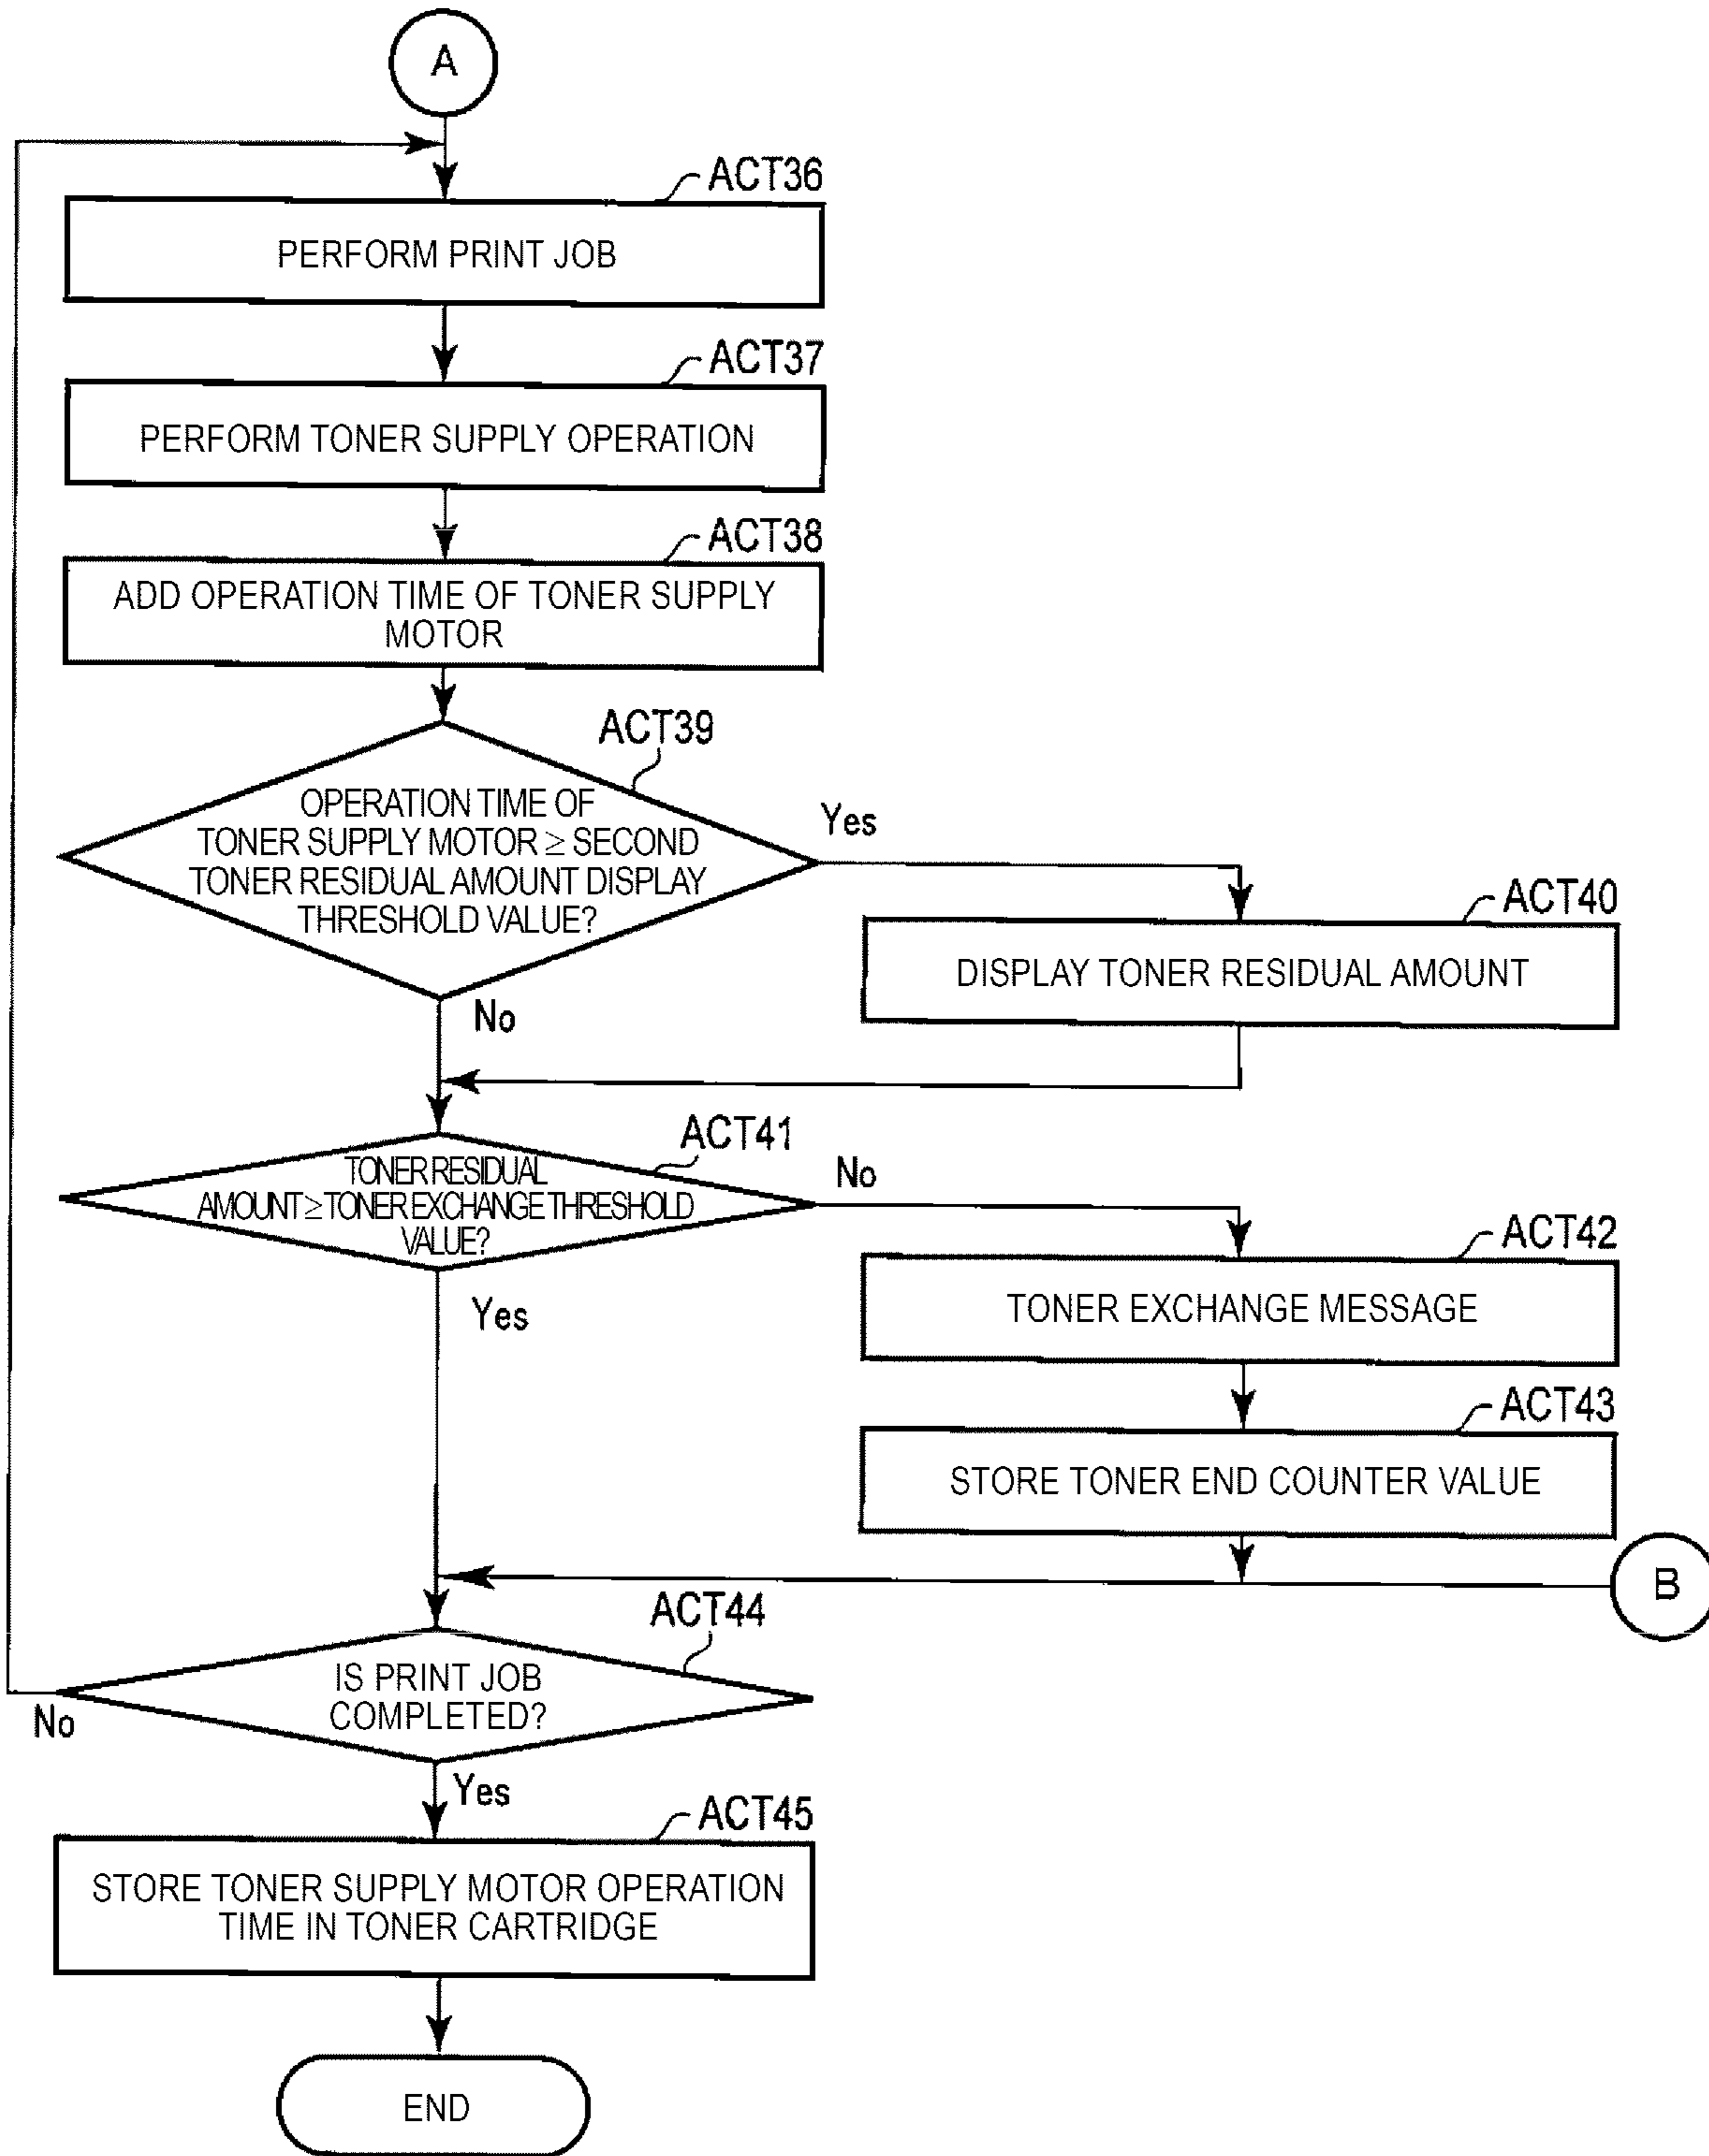 A
ACT36
PERFORM PRINT JOB
ACT37
PERFORM TONER SUPPLY OPERATION
ACT38
ADD OPERATION TIME OF TONER SUPPLY
MOTOR
ACT39
OPERATION TIME OF
TONER SUPPLY MOTOR ≥ SECOND
TONER RESIDUAL AMOUNT DISPLAY
THRESHOLD VALUE?
Yes
No
ACT40
DISPLAY TONER RESIDUAL AMOUNT
ACT41
TONER RESIDUAL
AMOUNT ≥ TONER EXCHANGE THRESHOLD
VALUE?
No
Yes
ACT42
TONER EXCHANGE MESSAGE
ACT43
STORE TONER END COUNTER VALUE
B
ACT44
IS PRINT JOB
COMPLETED?
No
Yes
ACT45
STORE TONER SUPPLY MOTOR OPERATION
TIME IN TONER CARTRIDGE
END